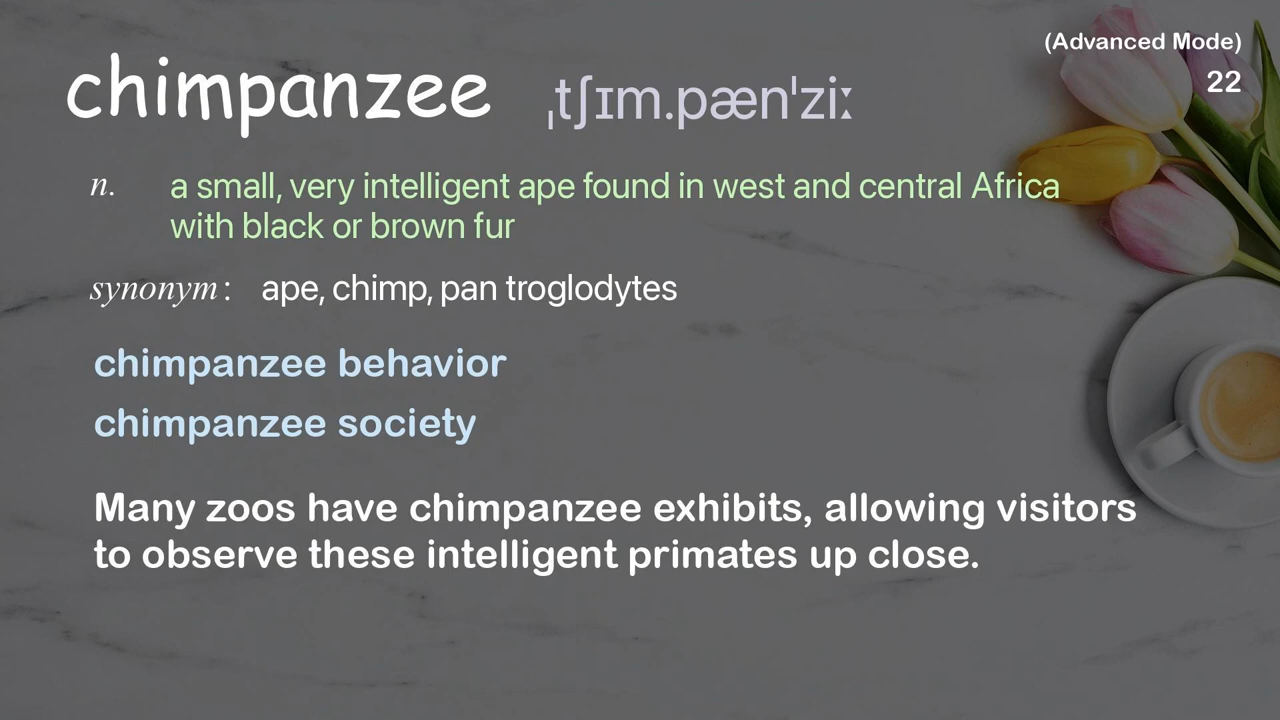 (Advanced Mode)
22
chimpanzee ˌtʃɪm.pænˈziː
n. a small, very intelligent ape found in west and central Africa
with black or brown fur
synonym: ape, chimp, pan troglodytes
chimpanzee behavior
chimpanzee society
Many zoos have chimpanzee exhibits, allowing visitors
to observe these intelligent primates up close.